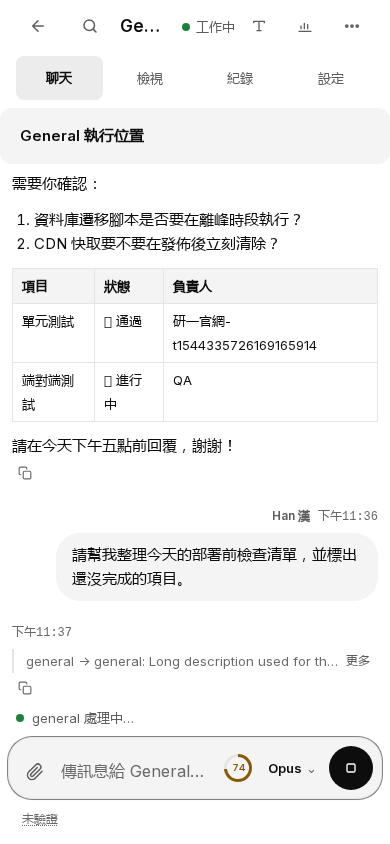 Ge...
工作中
聊天
檢視
紀錄
設定
General 執行位置
需要你確認：
1. 資料庫遷移腳本是否要在離峰時段執行？
2. CDN 快取要不要在發佈後立刻清除？
項目 狀態 負責人
單元測試 通過 研一官網-
t1544335726169165914
端對端測 進行 QA
試 中
請在今天下午五點前回覆，謝謝！
Han 漢 下午11:36
請幫我整理今天的部署前檢查清單，並標出
還沒完成的項目。
下午11:37
general → general: Long description used for th... 更多
general 處理中...
傳訊息給 General... 74 Opus
未驗證